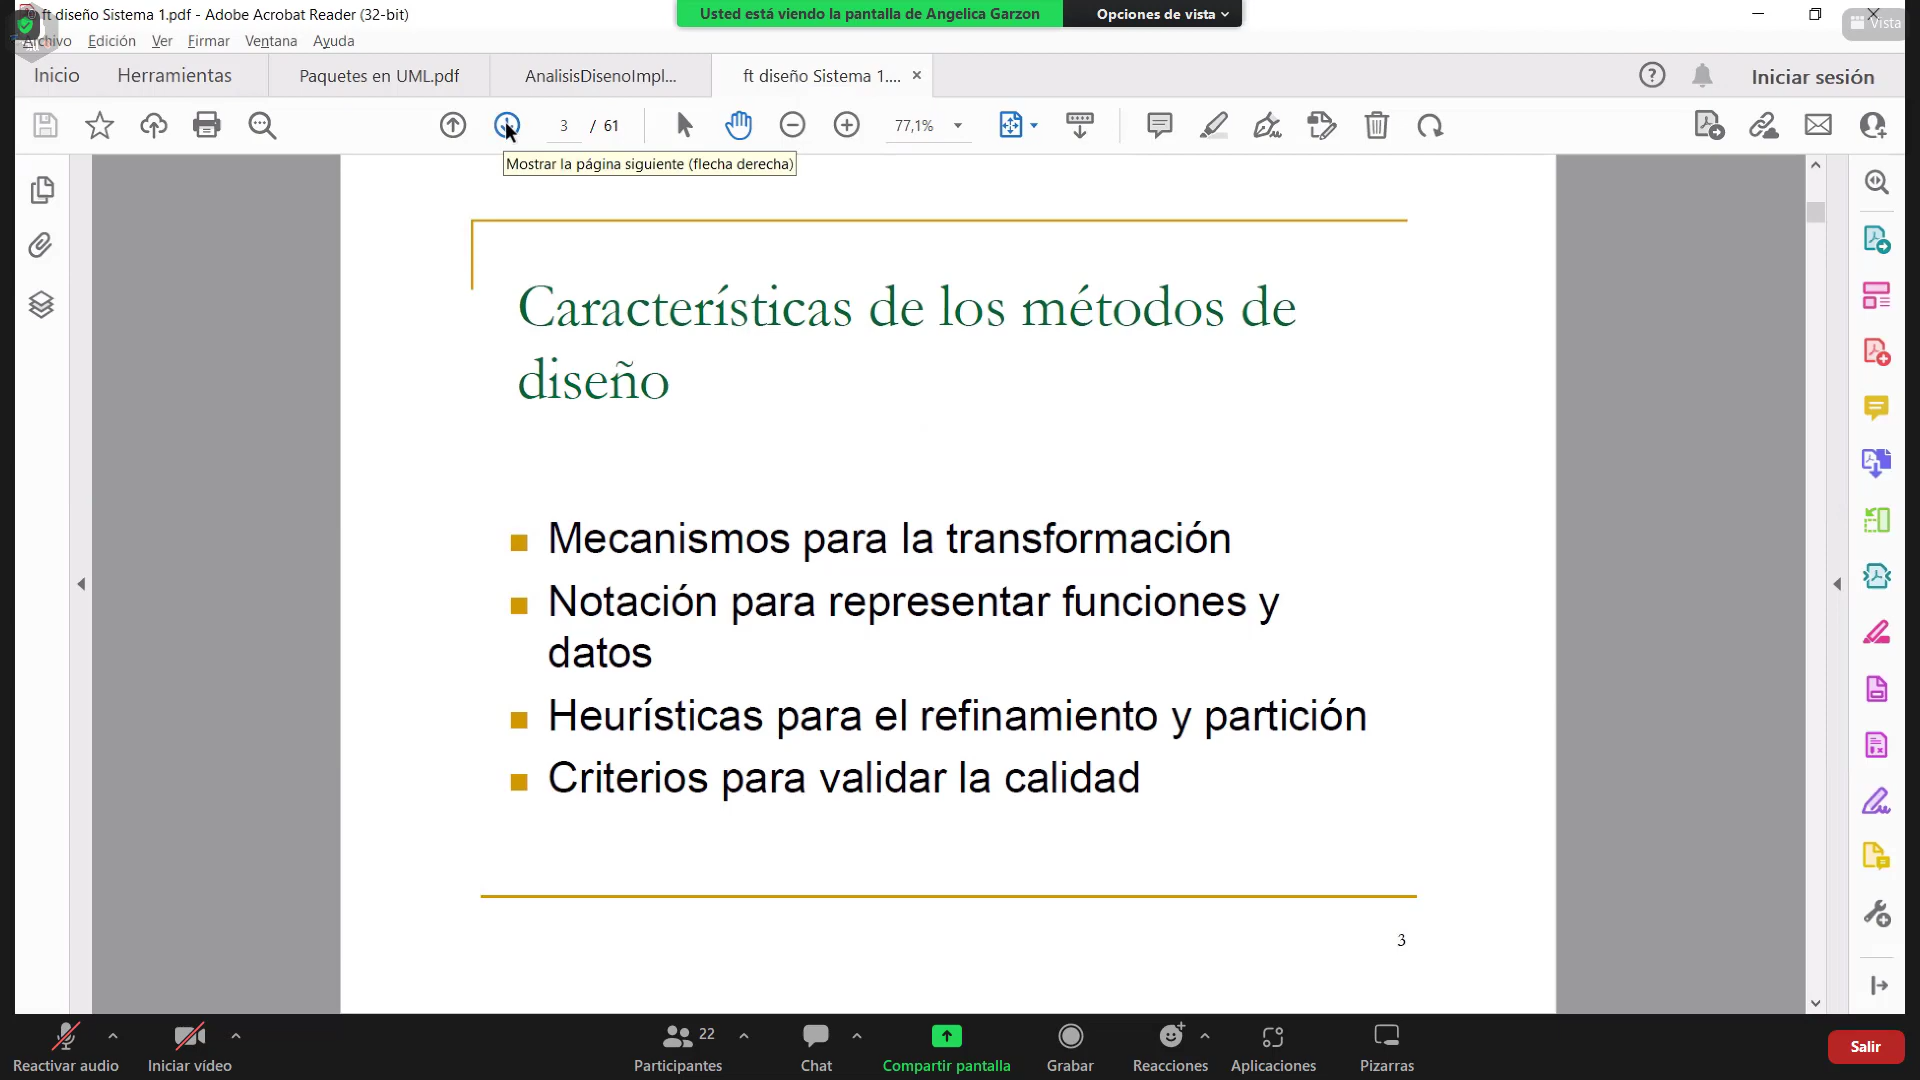 ft diseño Sistema 1.pdf - Adobe Acrobat Reader (32-bit)
Usted está viendo la pantalla de Angelica Garzon
Opciones de vista
Vista
Archivo Edición Ver Firmar Ventana Ayuda
Inicio Herramientas Paquetes en UML.pdf AnalisisDisenoImpl... ft diseño Sistema 1.... × Iniciar sesión
3 / 61 77,1%
Mostrar la página siguiente (flecha derecha)
Características de los métodos de
diseño
Mecanismos para la transformación
Notación para representar funciones y
datos
Heurísticas para el refinamiento y partición
Criterios para validar la calidad
3
22
Reactivar audio Iniciar vídeo Participantes Chat Compartir pantalla Grabar Reacciones Aplicaciones Pizarras Salir